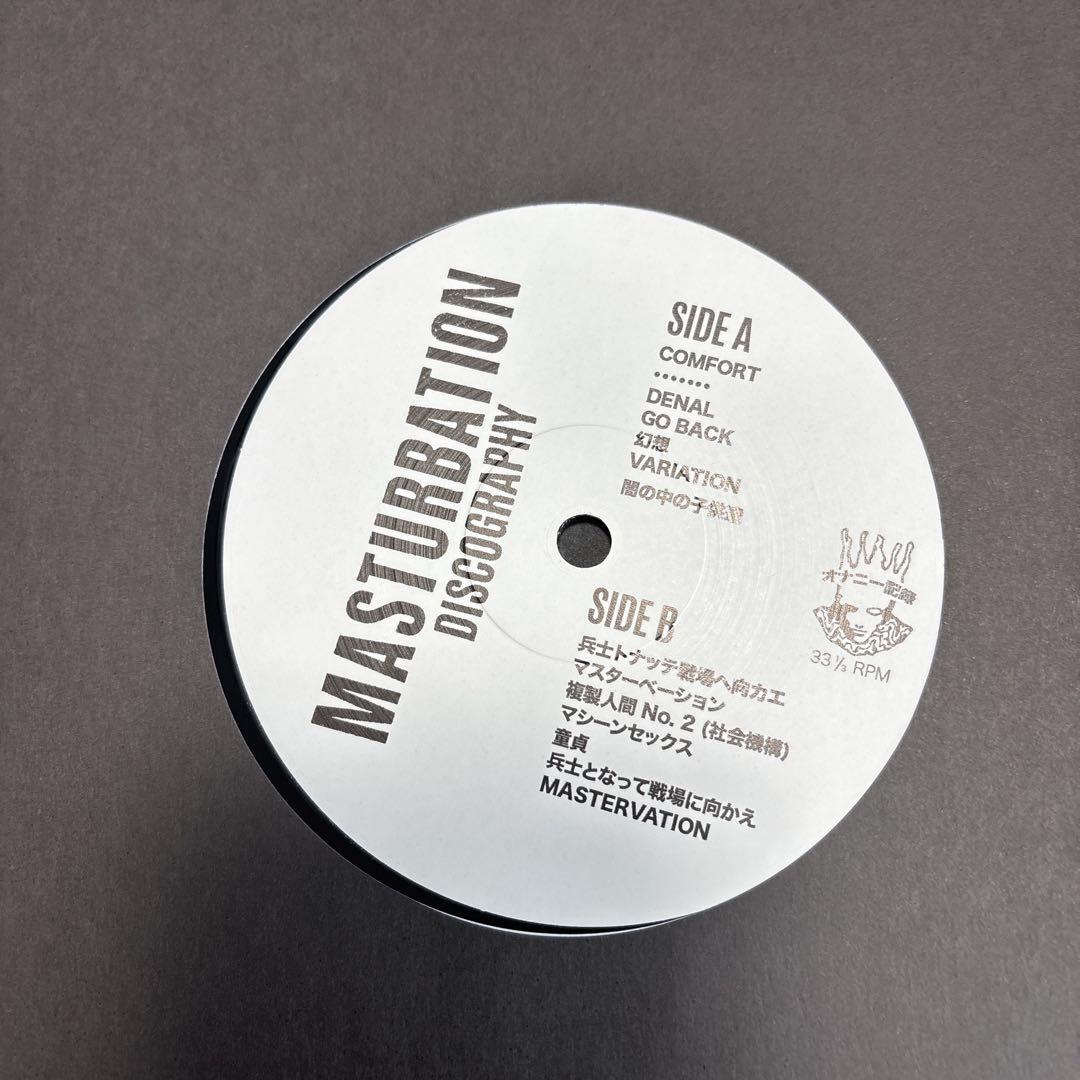 MASTURBATION
DISCOGRAPHY
SIDE A
COMFORT
.......
DENAL
GO BACK
幻想
VARIATION
闇の中の子供達
SIDE B
兵士トナッテ戦場へ向カエ
マスターベーション
複製人間 No. 2 (社会機構)
マシーンセックス
童貞
兵士となって戦場に向かえ
MASTERVATION
オナニー記録
33 1/3 RPM